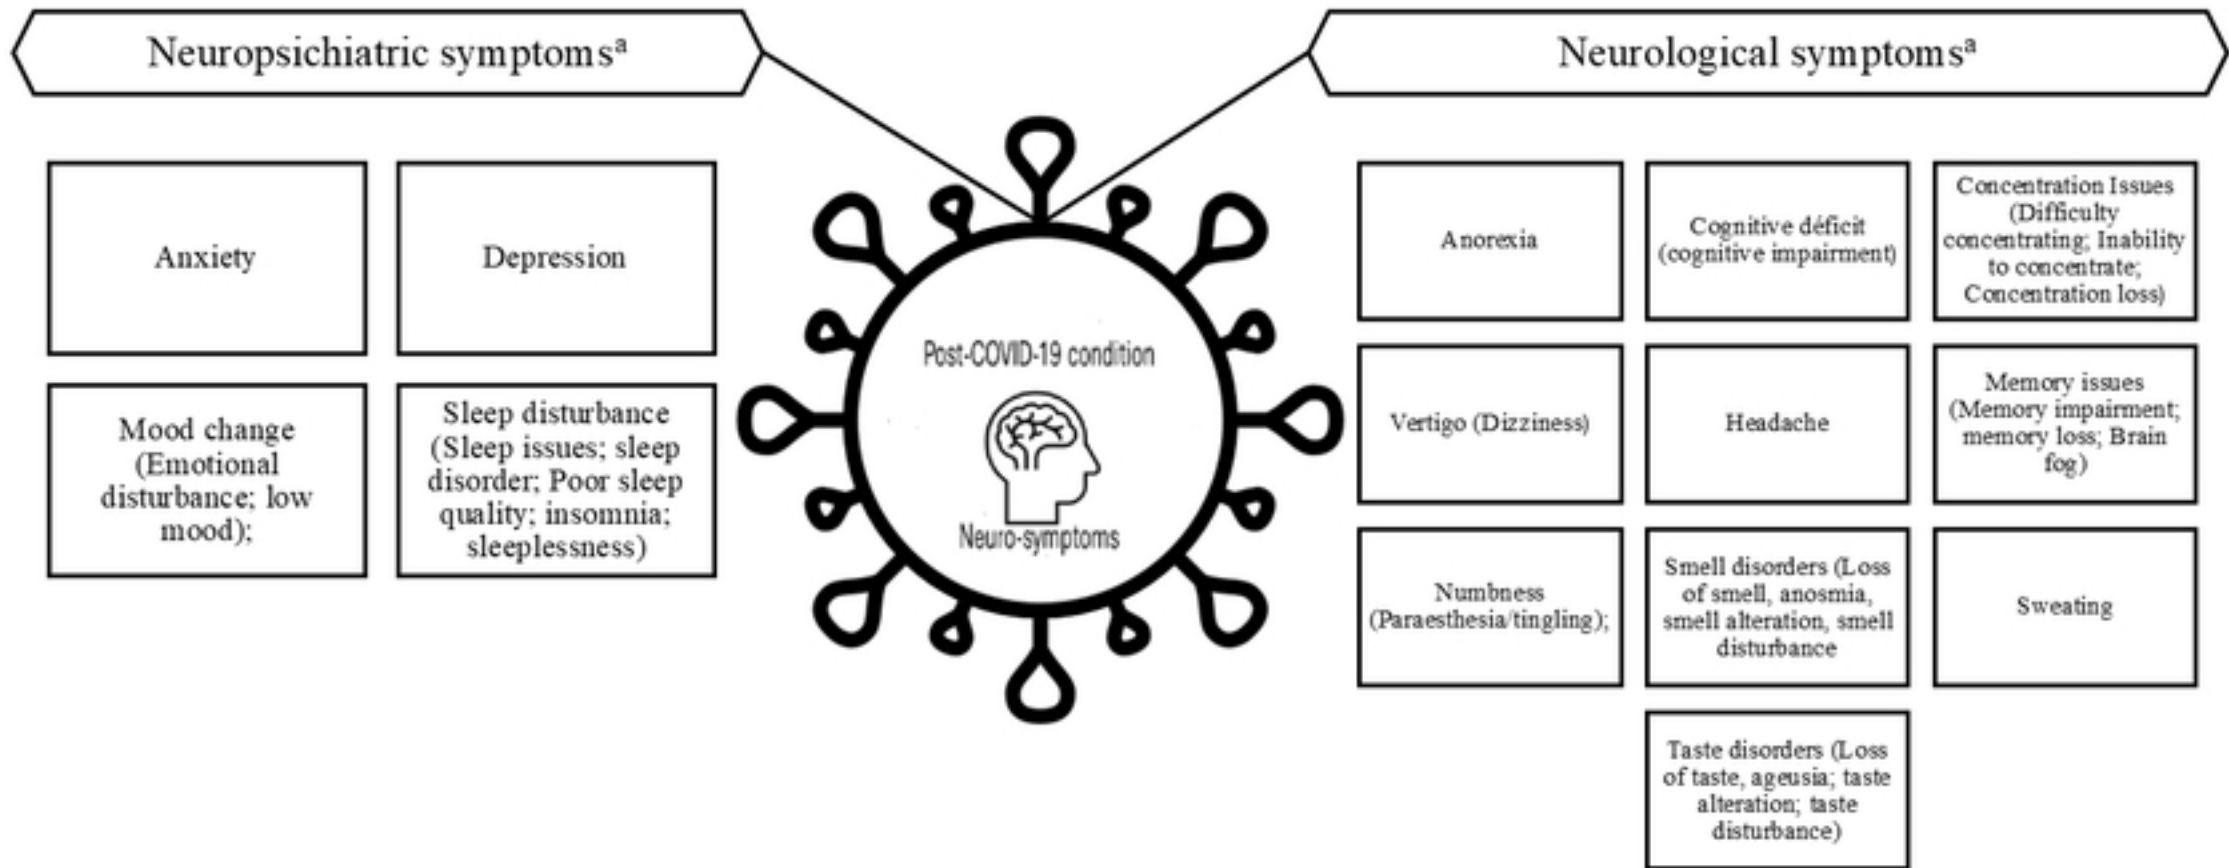 Neuropsichiatric symptomsª
Neurological symptomsª
Anxiety
Depression
Mood change
(Emotional
disturbance; low
mood);
Sleep disturbance
(Sleep issues; sleep
disorder; Poor sleep
quality; insomnia;
sleeplessness)
Post-COVID-19 condition
Neuro-symptoms
Anorexia
Cognitive déficit
(cognitive impairment)
Concentration Issues
(Difficulty
concentrating; Inability
to concentrate;
Concentration loss)
Vertigo (Dizziness)
Headache
Memory issues
(Memory impairment;
memory loss; Brain
fog)
Numbness
(Paraesthesia/tingling);
Smell disorders (Loss
of smell, anosmia,
smell alteration, smell
disturbance
Sweating
Taste disorders (Loss
of taste, ageusia; taste
alteration; taste
disturbance)